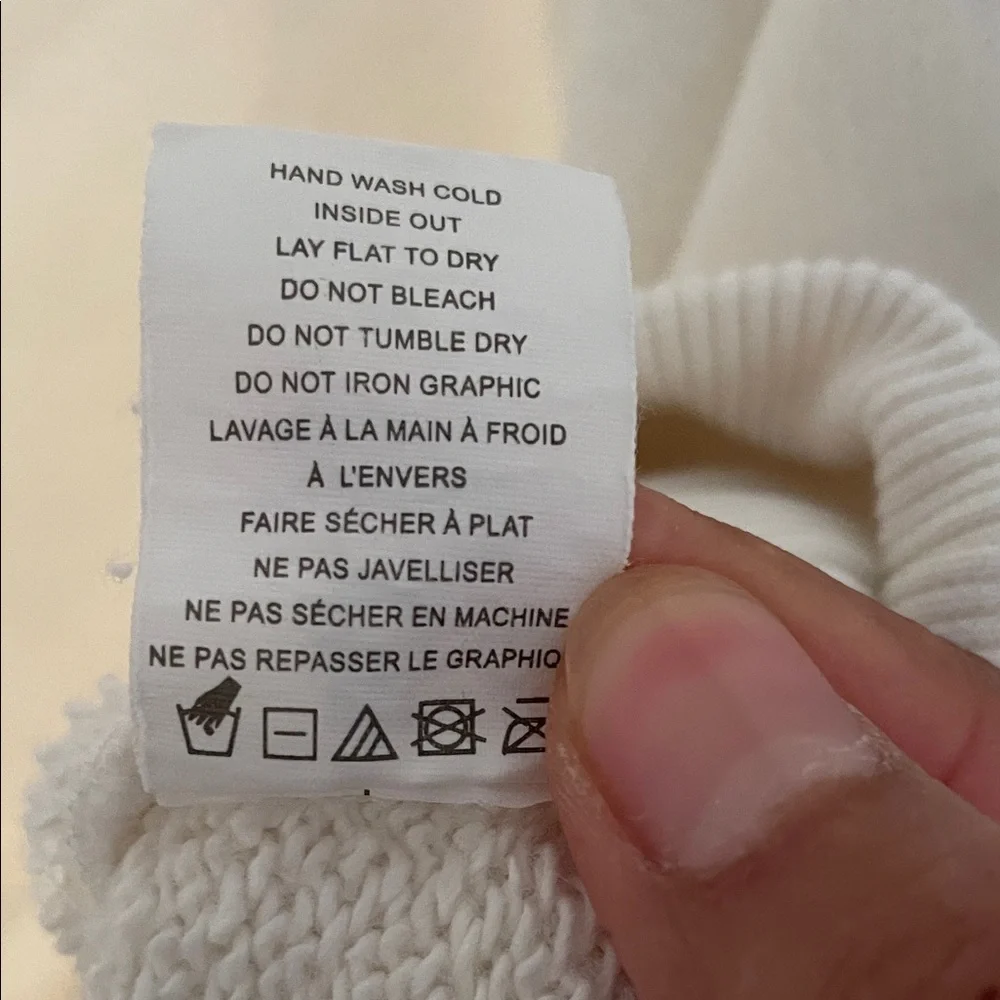 HAND WASH COLD
INSIDE OUT
LAY FLAT TO DRY
DO NOT BLEACH
DO NOT TUMBLE DRY
DO NOT IRON GRAPHIC
LAVAGE À LA MAIN À FROID
À L'ENVERS
FAIRE SÉCHER À PLAT
NE PAS JAVELLISER
NE PAS SÉCHER EN MACHINE
NE PAS REPASSER LE